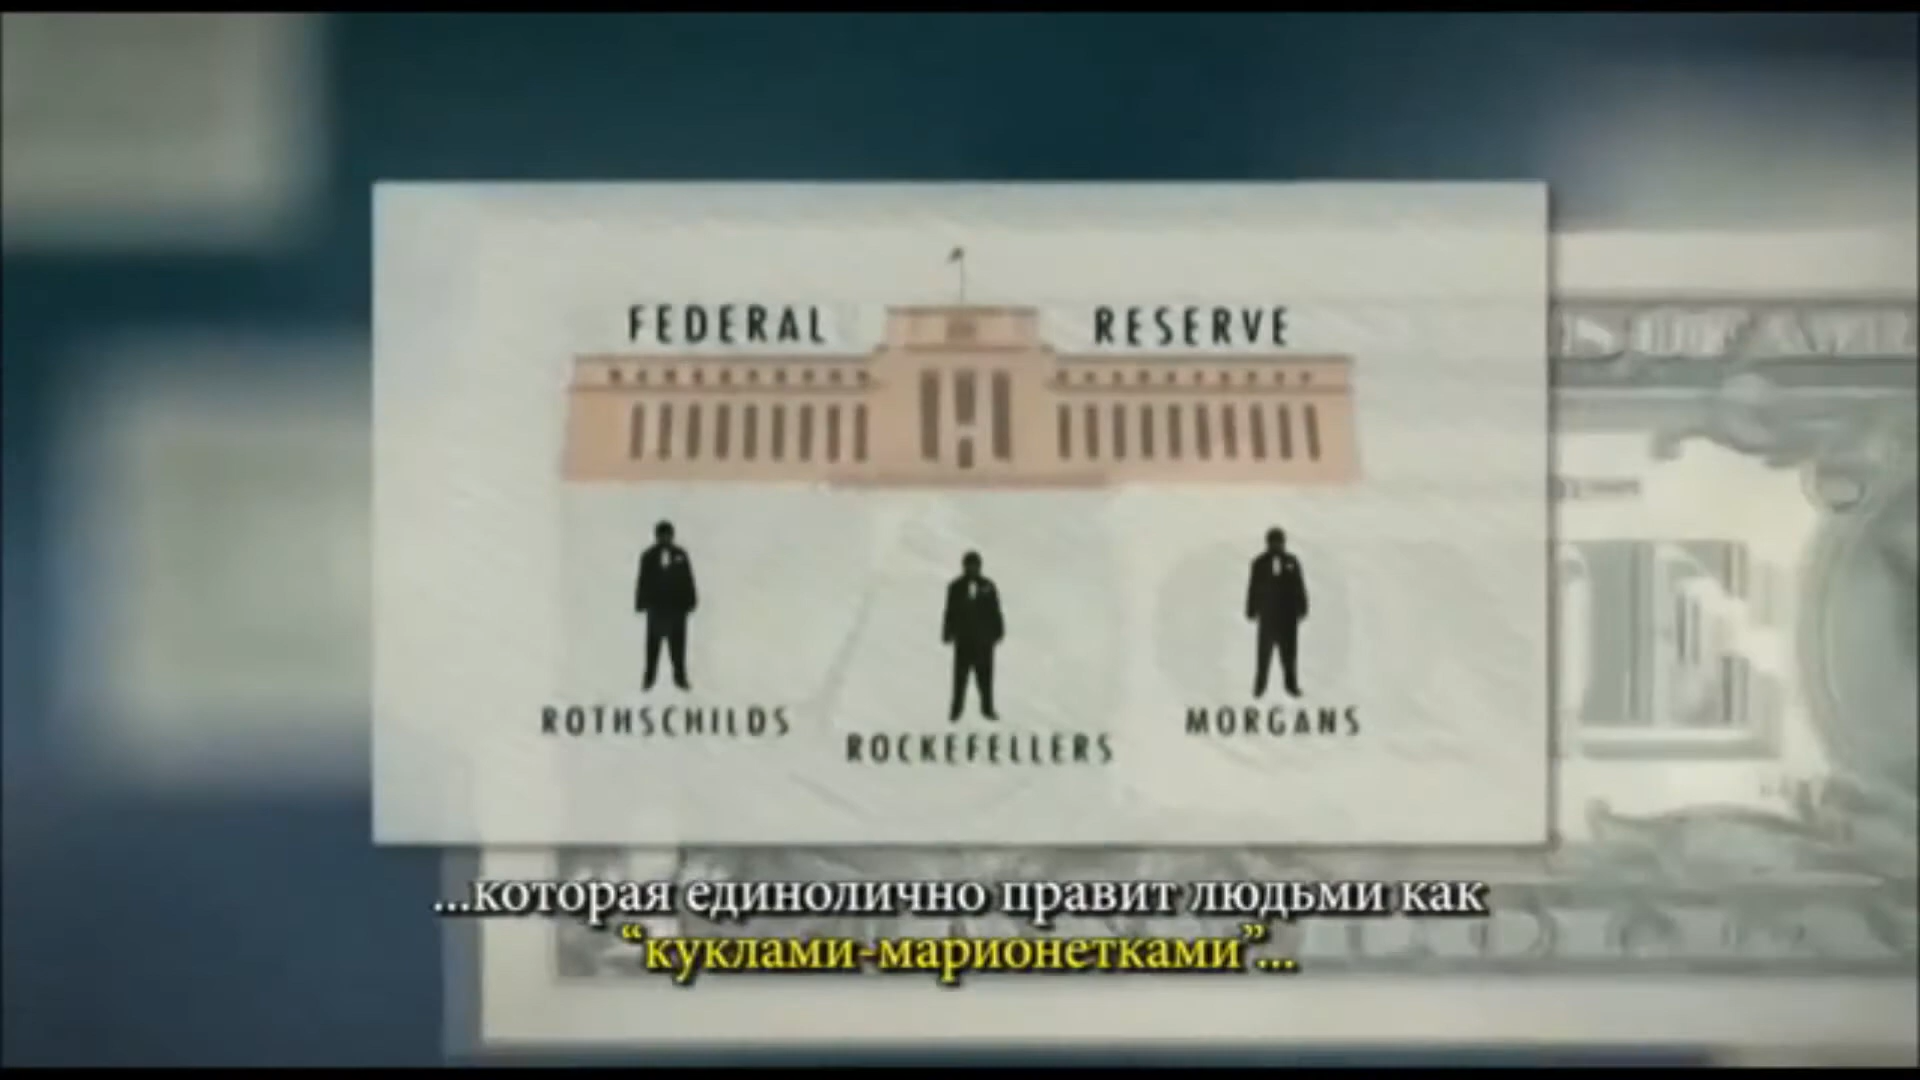 FEDERAL RESERVE
ROTHSCHILDS
ROCKEFELLERS
MORGANS
...которая единолично правит людьми как
“куклами-марионетками”...